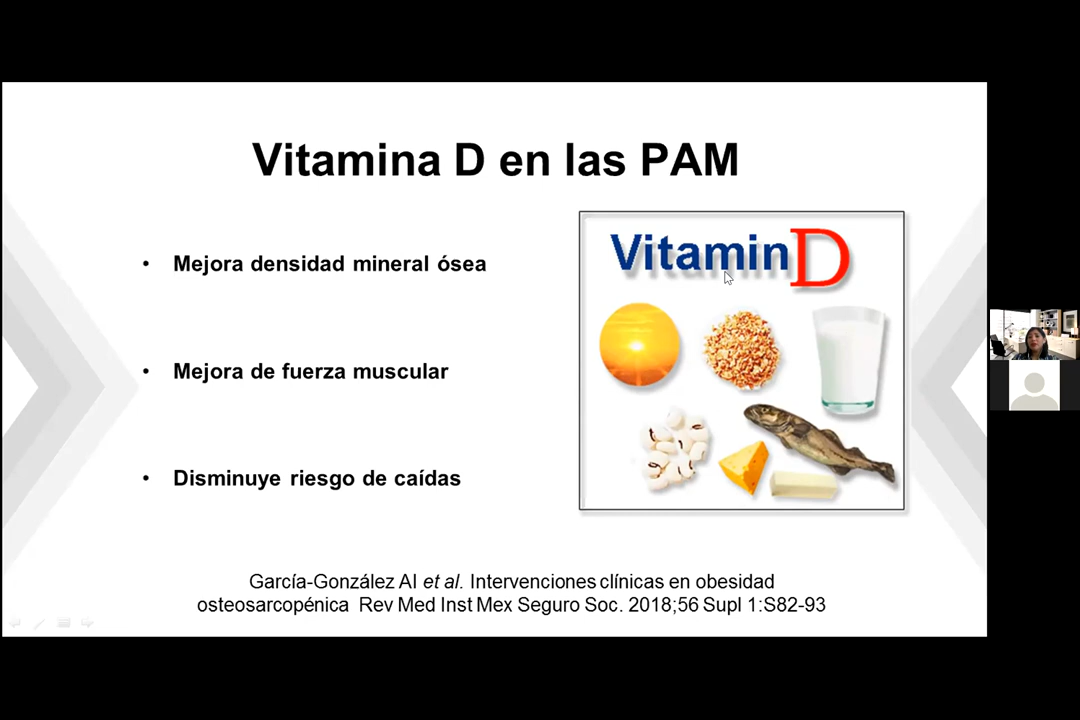 Vitamina D en las PAM
• Mejora densidad mineral ósea
• Mejora de fuerza muscular
• Disminuye riesgo de caídas
Vitamin D
García-González AI et al. Intervenciones clínicas en obesidad
osteosarcopénica Rev Med Inst Mex Seguro Soc. 2018;56 Supl 1:S82-93